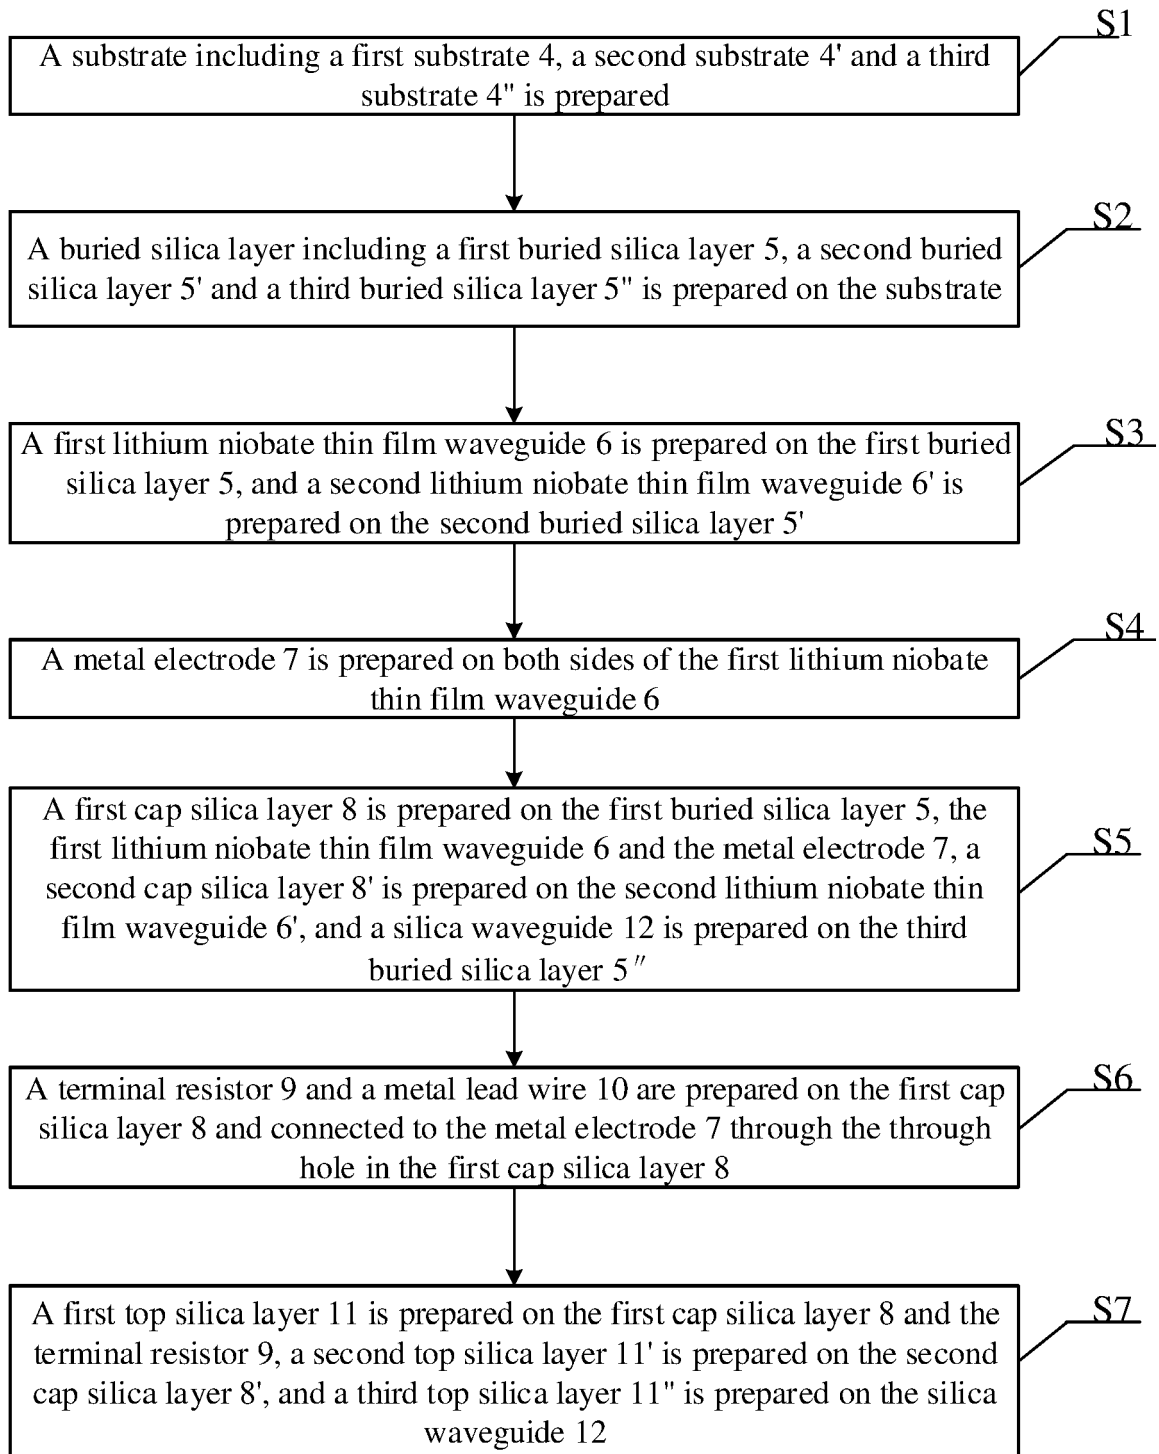 S1
A substrate including a first substrate 4, a second substrate 4' and a third
substrate 4" is prepared
S2
A buried silica layer including a first buried silica layer 5, a second buried
silica layer 5' and a third buried silica layer 5" is prepared on the substrate
S3
A first lithium niobate thin film waveguide 6 is prepared on the first buried
silica layer 5, and a second lithium niobate thin film waveguide 6' is
prepared on the second buried silica layer 5'
S4
A metal electrode 7 is prepared on both sides of the first lithium niobate
thin film waveguide 6
S5
A first cap silica layer 8 is prepared on the first buried silica layer 5, the
first lithium niobate thin film waveguide 6 and the metal electrode 7, a
second cap silica layer 8' is prepared on the second lithium niobate thin
film waveguide 6', and a silica waveguide 12 is prepared on the third
buried silica layer 5″
S6
A terminal resistor 9 and a metal lead wire 10 are prepared on the first cap
silica layer 8 and connected to the metal electrode 7 through the through
hole in the first cap silica layer 8
S7
A first top silica layer 11 is prepared on the first cap silica layer 8 and the
terminal resistor 9, a second top silica layer 11' is prepared on the second
cap silica layer 8', and a third top silica layer 11" is prepared on the silica
waveguide 12